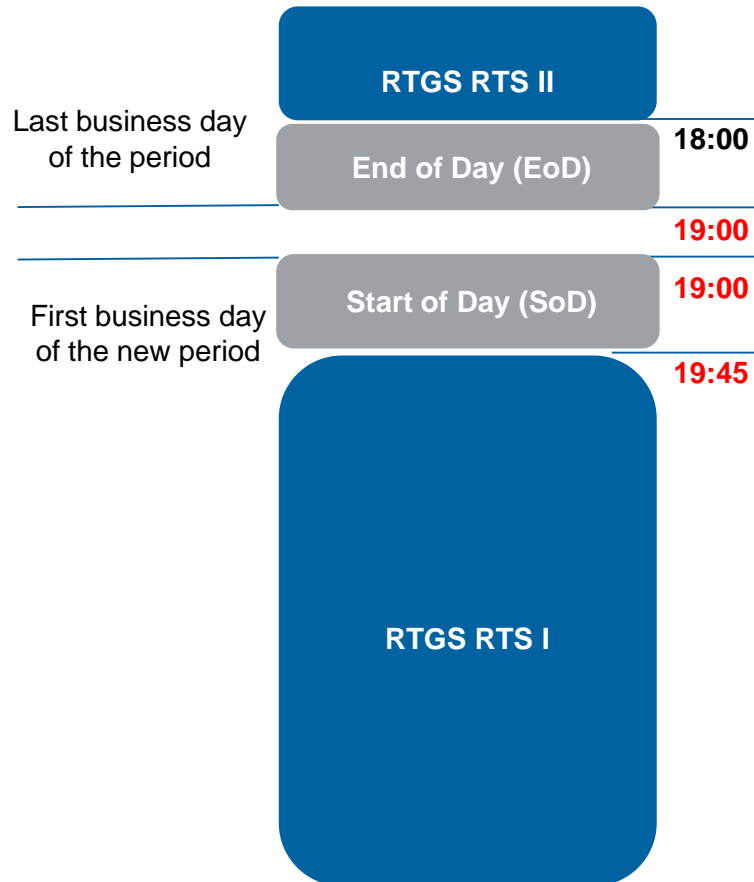 RTGS RTS II
Last business day
of the period
18:00
End of Day (EoD)
19:00
Start of Day (SoD)
19:00
First business day
of the new period
19:45
RTGS RTS I